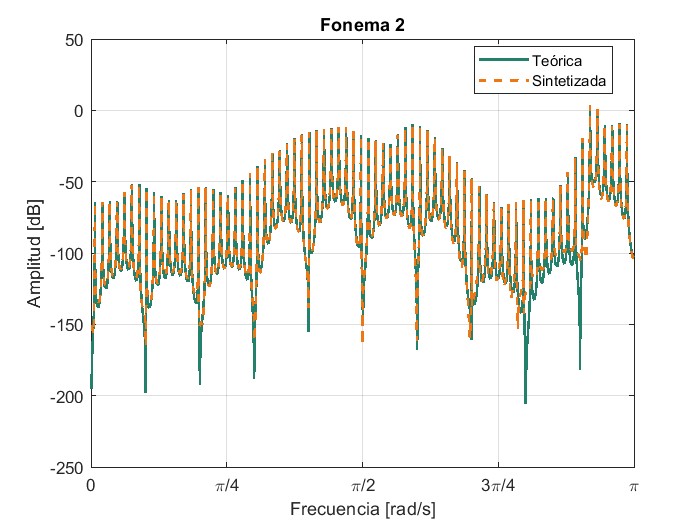 Fonema 2
Teórica
Sintetizada
50
0
-50
-100
-150
-200
-250
Amplitud [dB]
0
π/4
π/2
3π/4
π
Frecuencia [rad/s]